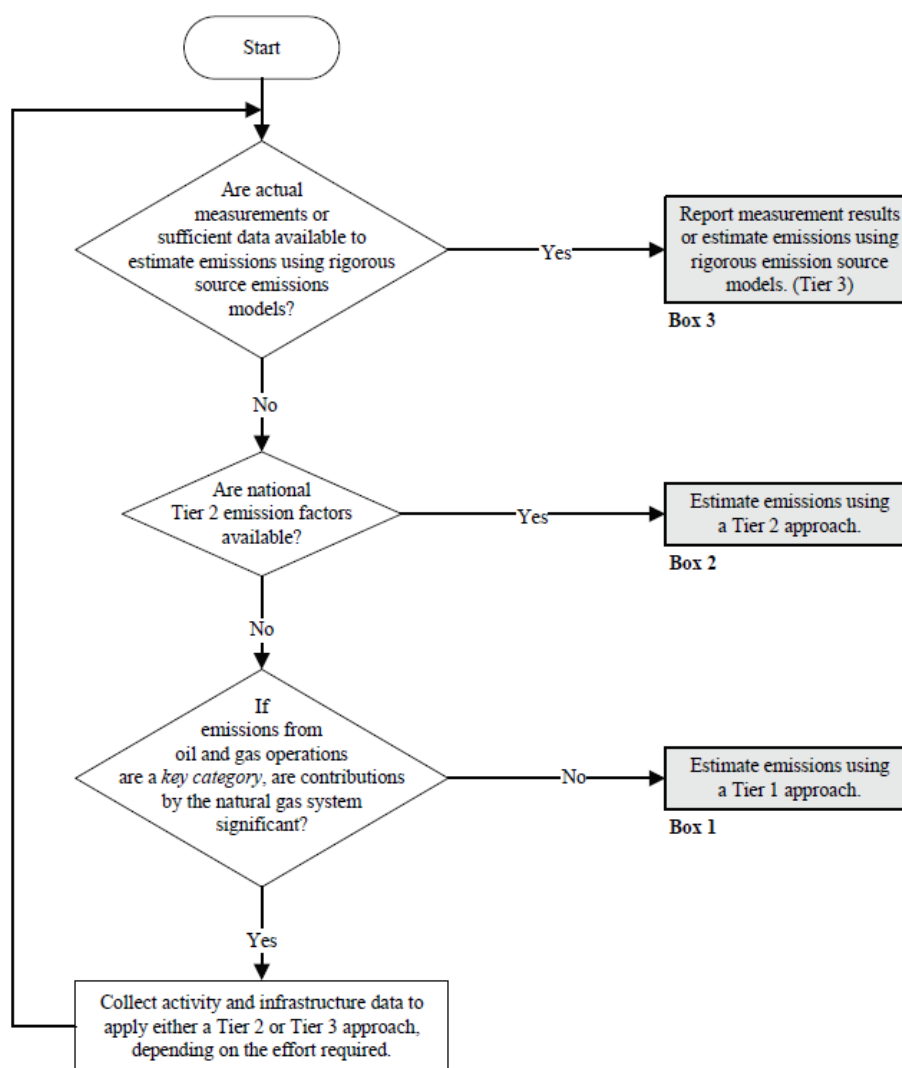 Start
Are actual
measurements or
sufficient data available to
estimate emissions using rigorous
source emissions
models?
Yes
Report measurement results
or estimate emissions using
rigorous emission source
models. (Tier 3)
Box 3
No
Are national
Tier 2 emission factors
available?
Yes
Estimate emissions using
a Tier 2 approach.
Box 2
No
If
emissions from
oil and gas operations
are a key category, are contributions
by the natural gas system
significant?
No
Estimate emissions using
a Tier 1 approach.
Box 1
Yes
Collect activity and infrastructure data to
apply either a Tier 2 or Tier 3 approach,
depending on the effort required.